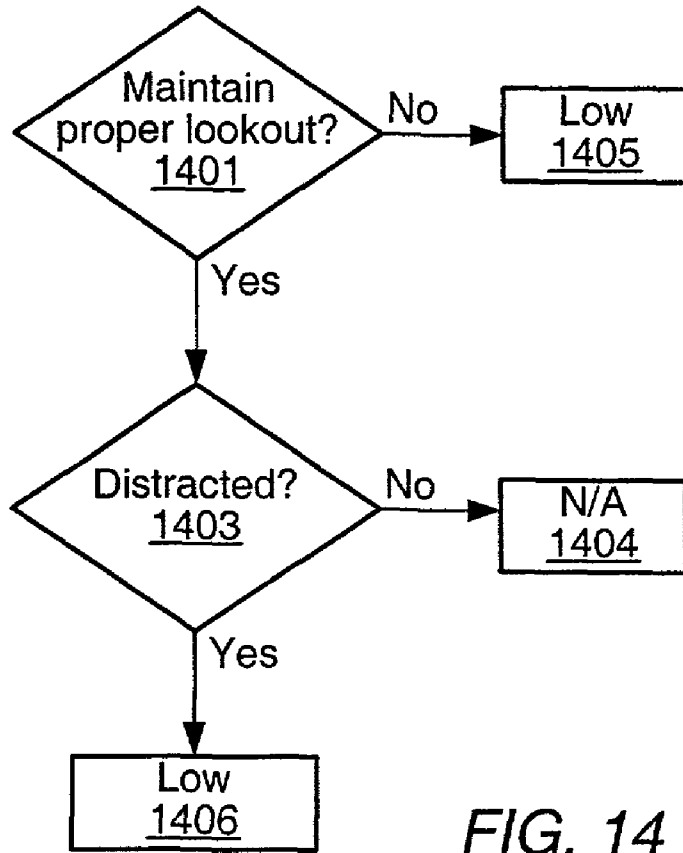 Maintain
proper lookout?
1401
No
Low
1405
Yes
Distracted?
1403
No
N/A
1404
Yes
Low
1406
FIG. 14